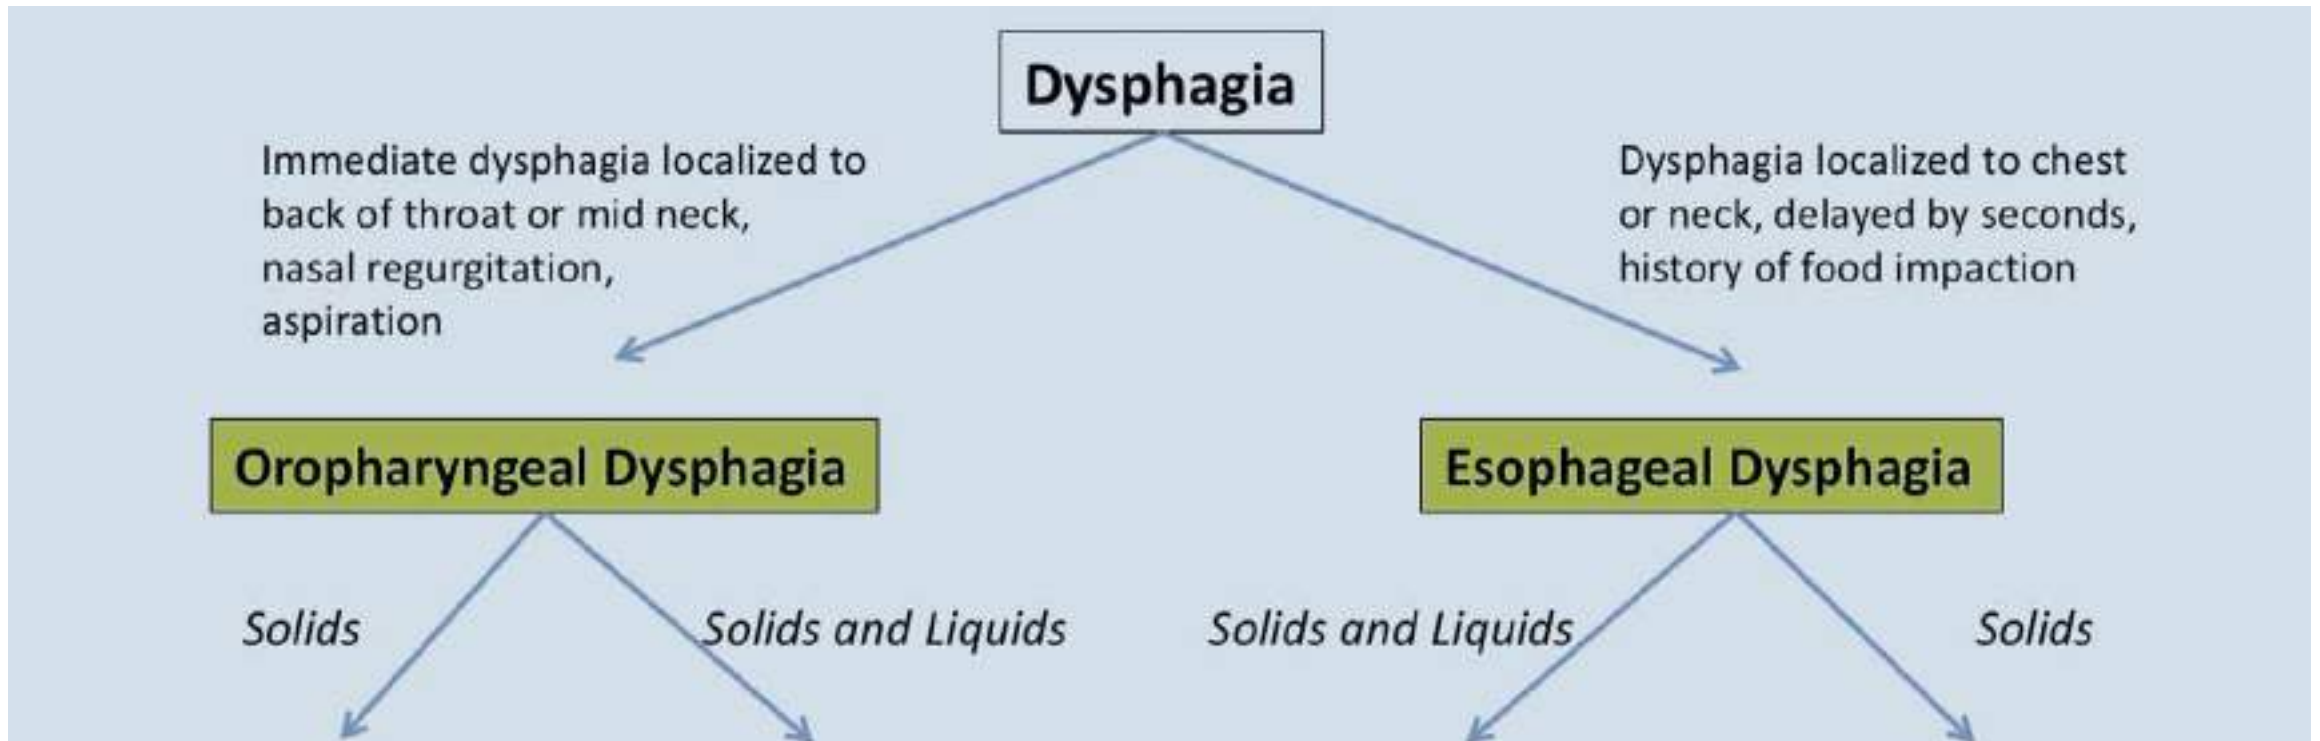 Dysphagia
Immediate dysphagia localized to
back of throat or mid neck,
nasal regurgitation,
aspiration
Dysphagia localized to chest
or neck, delayed by seconds,
history of food impaction
Oropharyngeal Dysphagia
Esophageal Dysphagia
Solids
Solids and Liquids
Solids and Liquids
Solids